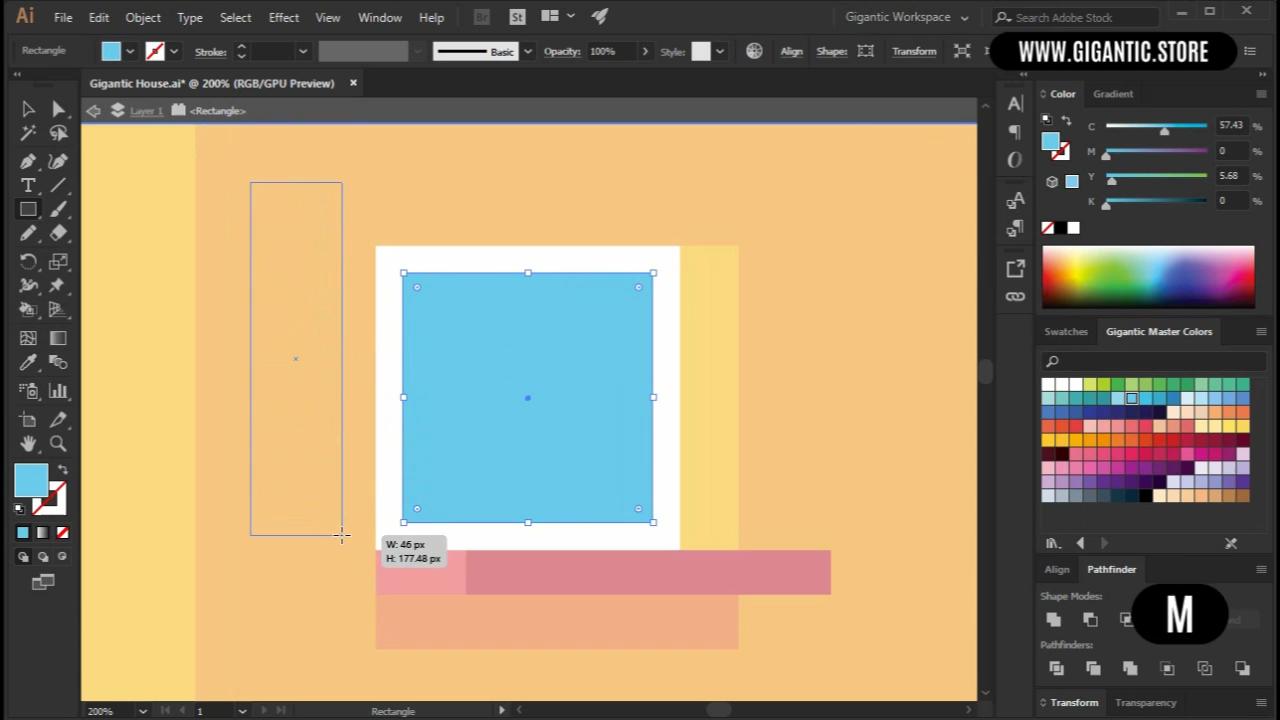 Ai File Edit Object Type Select Effect View Window Help Br St Gigantic Workspace Search Adobe Stock
Rectangle Stroke: Basic Opacity: 100% Style: Align Shape: Transform
WWW.GIGANTIC.STORE
Gigantic House.ai* @ 200% (RGB/GPU Preview)
Layer 1 <Rectangle>
Color Gradient
C 57.43 %
M 0 %
Y 5.68 %
K 0 %
Swatches Gigantic Master Colors
W: 46 px
H: 177.48 px
Align Pathfinder
Shape Modes:
M
Pathfinders:
Transform Transparency
200% 1 Rectangle